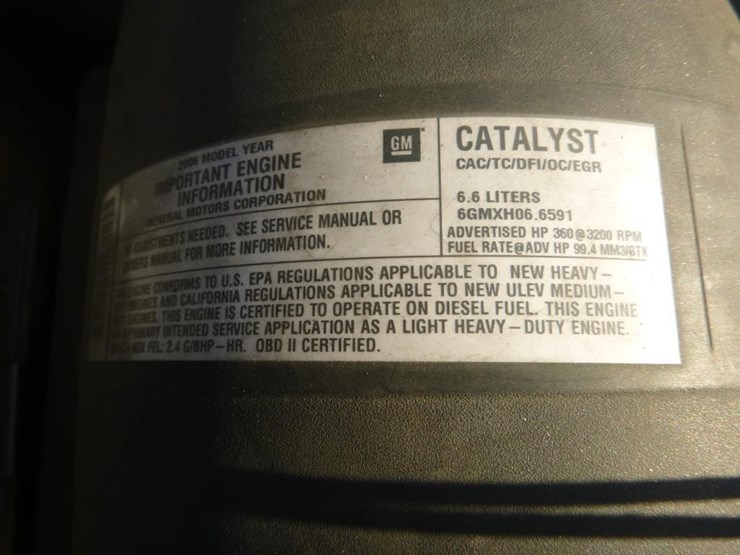 2006 MODEL YEAR
IMPORTANT ENGINE
INFORMATION
GENERAL MOTORS CORPORATION
GM
CATALYST
CAC/TC/DFI/OC/EGR
6.6 LITERS
6GMXH06.6591
ADVERTISED HP 360@3200 RPM
FUEL RATE@ADV HP 99.4 MM3/STK
ADJUSTMENTS NEEDED. SEE SERVICE MANUAL OR
MANUAL FOR MORE INFORMATION.
CONFORMS TO U.S. EPA REGULATIONS APPLICABLE TO NEW HEAVY-
AND CALIFORNIA REGULATIONS APPLICABLE TO NEW ULEV MEDIUM-
THIS ENGINE IS CERTIFIED TO OPERATE ON DIESEL FUEL. THIS ENGINE
INTENDED SERVICE APPLICATION AS A LIGHT HEAVY-DUTY ENGINE.
NOX FEL: 2.4 G/BHP-HR. OBD II CERTIFIED.